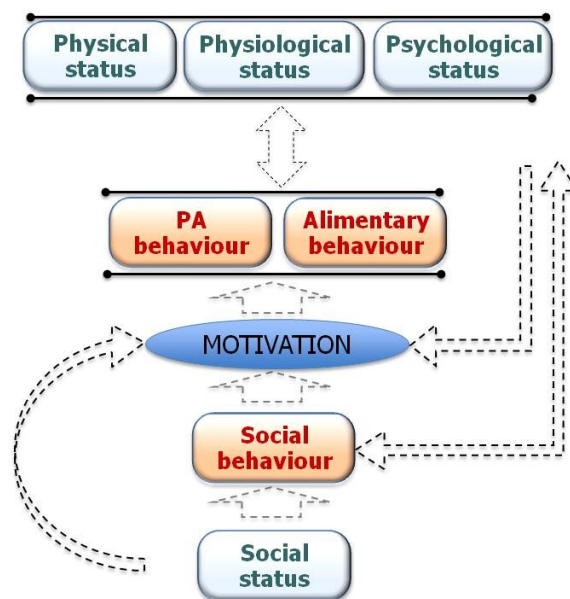 Physical
status
Physiological
status
Psychological
status
PA
behaviour
Alimentary
behaviour
MOTIVATION
Social
behaviour
Social
status